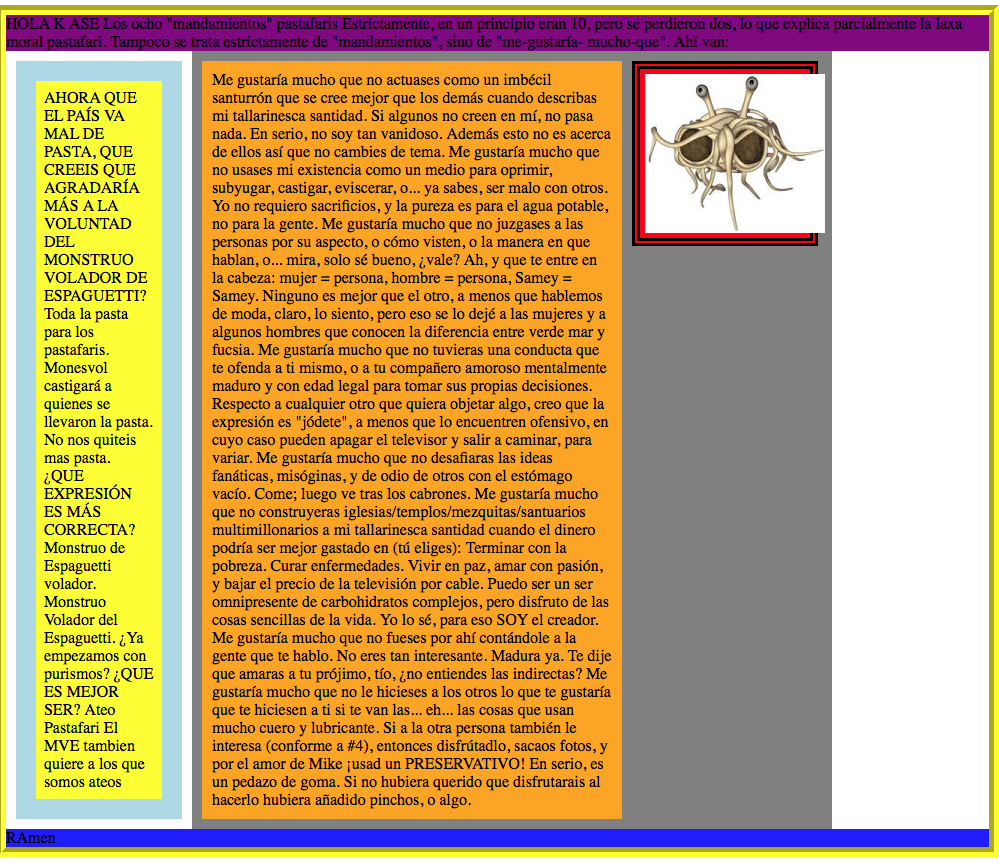 HOLA K ASE Los ocho "mandamientos" pastafaris Estrictamente, en un principio eran 10, pero se perdieron dos, lo que explica parcialmente la laxa
moral pastafari. Tampoco se trata estrictamente de "mandamientos", sino de "me-gustaría- mucho-que". Ahí van:
AHORA QUE
EL PAÍS VA
MAL DE
PASTA, QUE
CREEIS QUE
AGRADARÍA
MÁS A LA
VOLUNTAD
DEL
MONSTRUO
VOLADOR DE
ESPAGUETTI?
Toda la pasta
para los
pastafaris.
Monesvol
castigará a
quienes se
llevaron la pasta.
No nos quiteis
mas pasta.
¿QUE
EXPRESIÓN
ES MÁS
CORRECTA?
Monstruo de
Espaguetti
volador.
Monstruo
Volador del
Espaguetti. ¿Ya
empezamos con
purismos? ¿QUE
ES MEJOR
SER? Ateo
Pastafari El
MVE tambien
quiere a los que
somos ateos
Me gustaría mucho que no actuases como un imbécil
santurrón que se cree mejor que los demás cuando describas
mi tallarinesca santidad. Si algunos no creen en mí, no pasa
nada. En serio, no soy tan vanidoso. Además esto no es acerca
de ellos así que no cambies de tema. Me gustaría mucho que
no usases mi existencia como un medio para oprimir,
subyugar, castigar, eviscerar, o... ya sabes, ser malo con otros.
Yo no requiero sacrificios, y la pureza es para el agua potable,
no para la gente. Me gustaría mucho que no juzgases a las
personas por su aspecto, o cómo visten, o la manera en que
hablan, o... mira, solo sé bueno, ¿vale? Ah, y que te entre en
la cabeza: mujer = persona, hombre = persona, Samey =
Samey. Ninguno es mejor que el otro, a menos que hablemos
de moda, claro, lo siento, pero eso se lo dejé a las mujeres y a
algunos hombres que conocen la diferencia entre verde mar y
fucsia. Me gustaría mucho que no tuvieras una conducta que
te ofenda a ti mismo, o a tu compañero amoroso mentalmente
maduro y con edad legal para tomar sus propias decisiones.
Respecto a cualquier otro que quiera objetar algo, creo que la
expresión es "jódete", a menos que lo encuentren ofensivo, en
cuyo caso pueden apagar el televisor y salir a caminar, para
variar. Me gustaría mucho que no desafiaras las ideas
fanáticas, misóginas, y de odio de otros con el estómago
vacío. Come; luego ve tras los cabrones. Me gustaría mucho
que no construyeras iglesias/templos/mezquitas/santuarios
multimillonarios a mi tallarinesca santidad cuando el dinero
podría ser mejor gastado en (tú eliges): Terminar con la
pobreza. Curar enfermedades. Vivir en paz, amar con pasión,
y bajar el precio de la televisión por cable. Puedo ser un ser
omnipresente de carbohidratos complejos, pero disfruto de las
cosas sencillas de la vida. Yo lo sé, para eso SOY el creador.
Me gustaría mucho que no fueses por ahí contándole a la
gente que te hablo. No eres tan interesante. Madura ya. Te dije
que amaras a tu prójimo, tío, ¿no entiendes las indirectas? Me
gustaría mucho que no le hicieses a los otros lo que te gustaría
que te hiciesen a ti si te van las... eh... las cosas que usan
mucho cuero y lubricante. Si a la otra persona también le
interesa (conforme a #4), entonces disfrútadlo, sacaos fotos, y
por el amor de Mike ¡usad un PRESERVATIVO! En serio, es
un pedazo de goma. Si no hubiera querido que disfrutarais al
hacerlo hubiera añadido pinchos, o algo.
RAmen